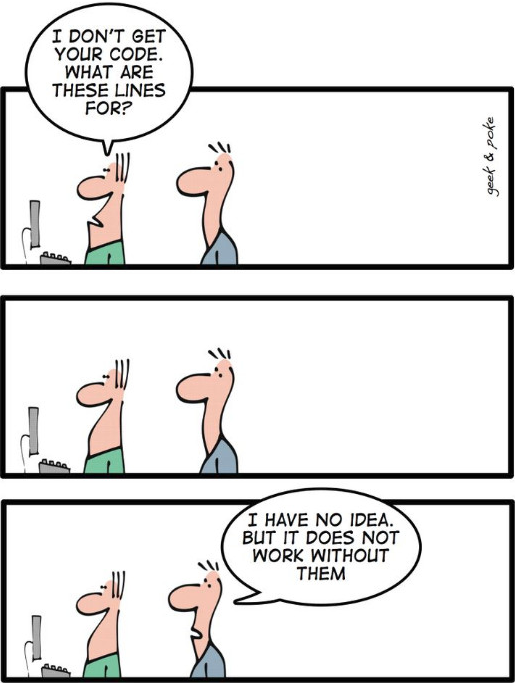 I DON'T GET
YOUR CODE.
WHAT ARE
THESE LINES
FOR?
geek & poke
I HAVE NO IDEA.
BUT IT DOES NOT
WORK WITHOUT
THEM